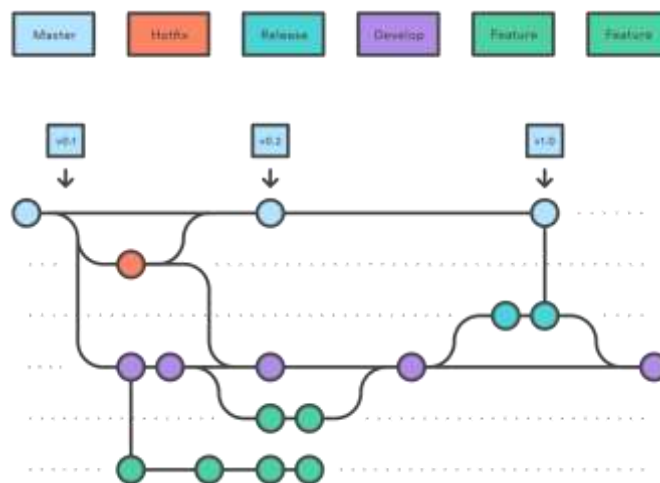 Master
Hotfix
Release
Develop
Feature
Feature
v0.1
v0.2
v1.0